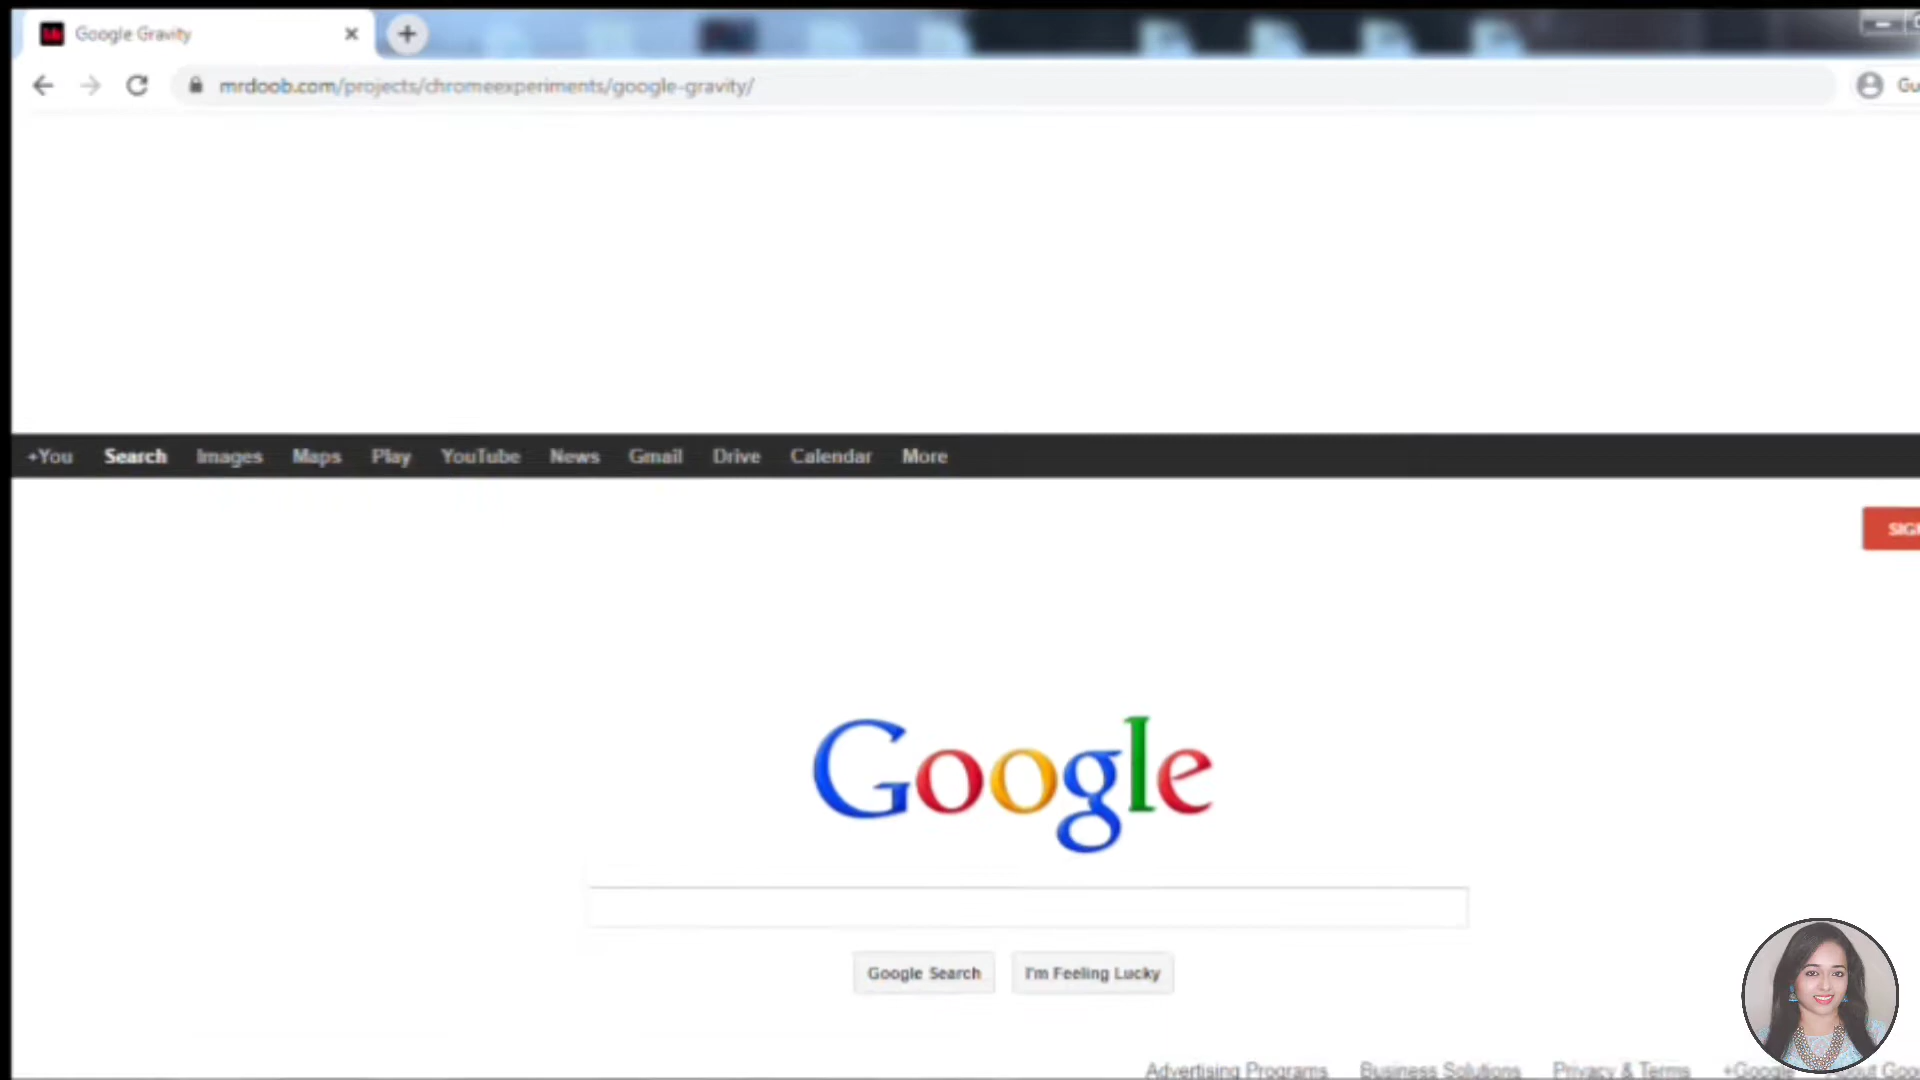 Google Gravity
mrdoob.com/projects/chromeexperiments/google-gravity/
+You Search Images Maps Play YouTube News Gmail Drive Calendar More
Google
Google Search I'm Feeling Lucky
Advertising Programs Business Solutions Privacy & Terms +Google